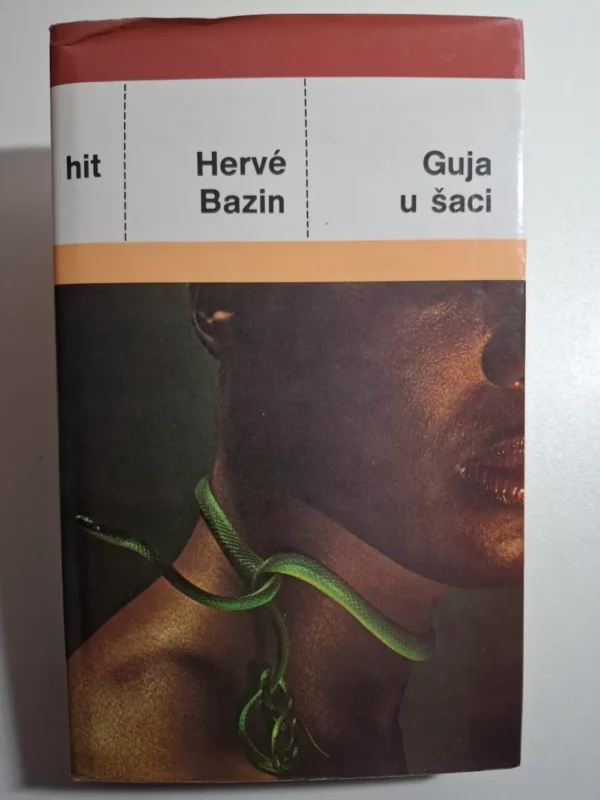 hit
Hervé
Bazin
Guja
u šaci